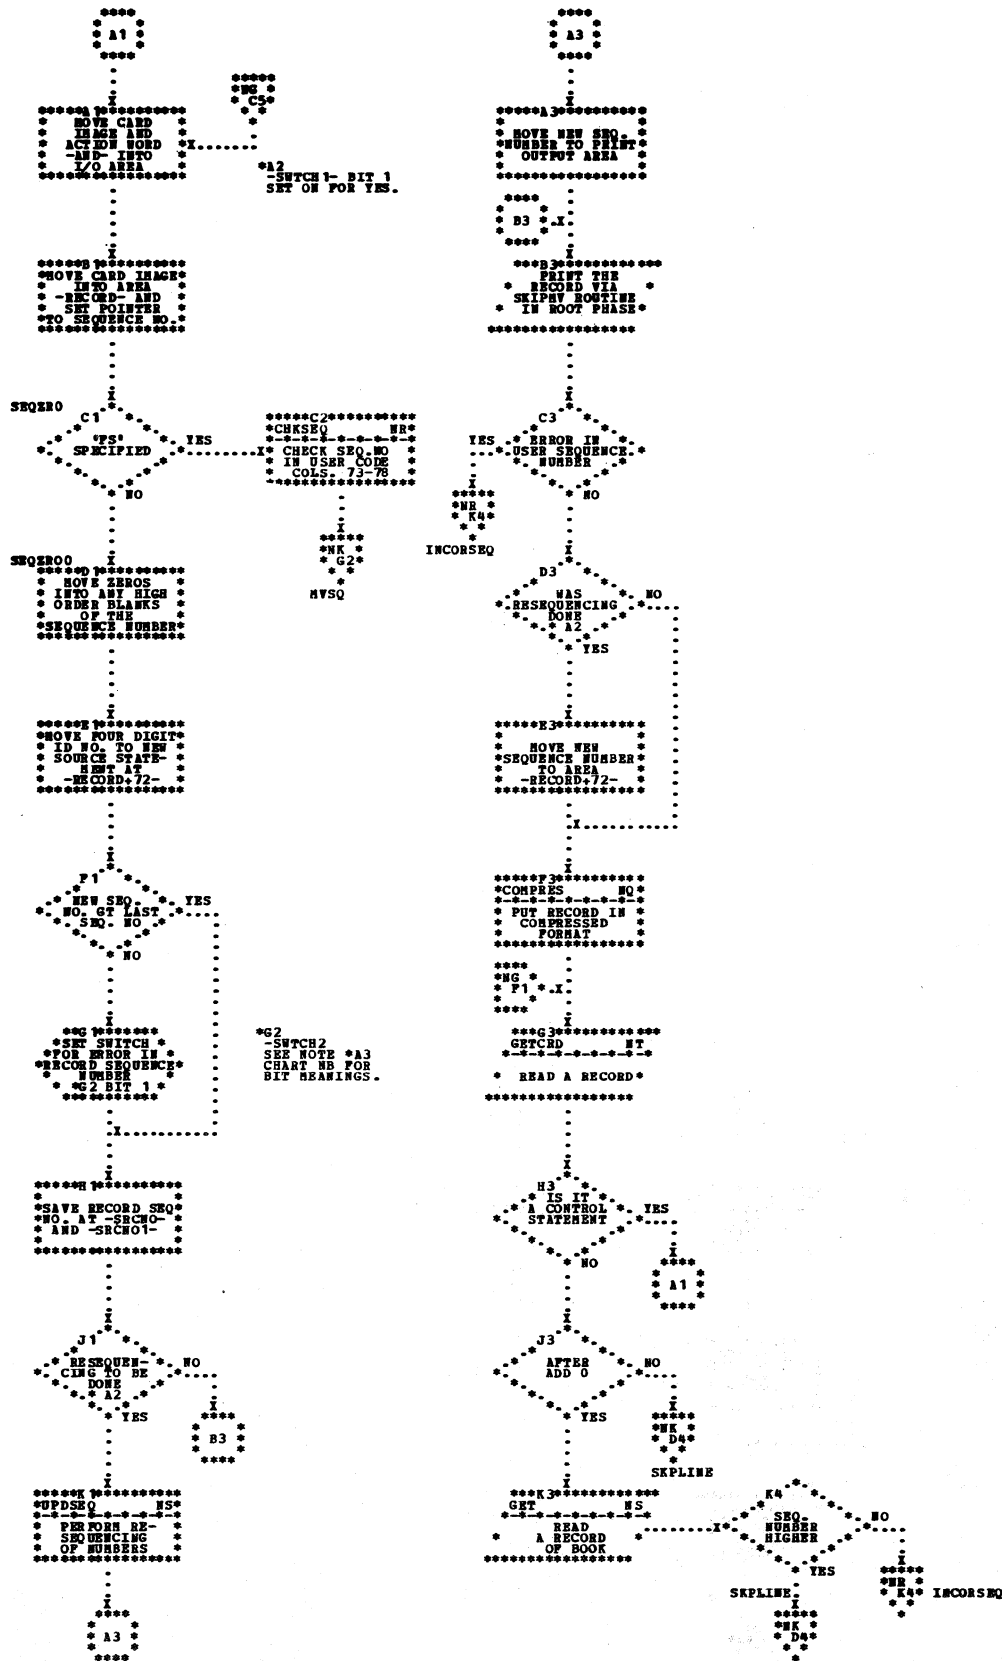 A1
NG
C5
A1
MOVE CARD
IMAGE AND
ACTION WORD
-AND- INTO
I/O AREA
*A2
-SWTCH1- BIT 1
SET ON FOR YES.
B1
MOVE CARD IMAGE
INTO AREA
-RECORD- AND
SET POINTER
TO SEQUENCE NO.
SEQZRO
C1
'FS'
SPECIFIED
YES
NO
C2
CHKSEQ NR
CHECK SEQ.NO
IN USER CODE
COLS. 73-78
NK
G2
MVSQ
SEQZROO
D1
MOVE ZEROS
INTO ANY HIGH
ORDER BLANKS
OF THE
SEQUENCE NUMBER
E1
MOVE FOUR DIGIT
ID NO. TO NEW
SOURCE STATE-
MENT AT
-RECORD+72-
F1
NEW SEQ.
NO. GT LAST
SEQ. NO
YES
NO
G1
SET SWITCH
FOR ERROR IN
RECORD SEQUENCE
NUMBER
*G2 BIT 1
*G2
-SWTCH2
SEE NOTE *A3
CHART NB FOR
BIT MEANINGS.
H1
SAVE RECORD SEQ
NO. AT -SRCNO-
AND -SRCNO1-
J1
RESEQUEN-
CING TO BE
DONE
* A2
NO
YES
B3
K1
UPDSEQ NS
PERFORM RE-
SEQUENCING
OF NUMBERS
A3
A3
A3
MOVE NEW SEQ.
NUMBER TO PRINT
OUTPUT AREA
B3
B3
PRINT THE
RECORD VIA
SKIPMV ROUTINE
IN ROOT PHASE
C3
ERROR IN
USER SEQUENCE
NUMBER
YES
NO
NR
K4
INCORSEQ
D3
WAS
RESEQUENCING
DONE
* A2
NO
YES
E3
MOVE NEW
SEQUENCE NUMBER
TO AREA
-RECORD+72-
F3
COMPRES NQ
PUT RECORD IN
COMPRESSED
FORMAT
NG
F1
G3
GETCRD NT
READ A RECORD
H3
IS IT
A CONTROL
STATEMENT
YES
NO
A1
J3
AFTER
ADD 0
NO
YES
NK
D4
SKPLINE
K3
GET NS
READ
A RECORD
OF BOOK
K4
SEQ.
NUMBER
HIGHER
NO
YES
NR
K4
INCORSEQ
SKPLINE
NK
D4